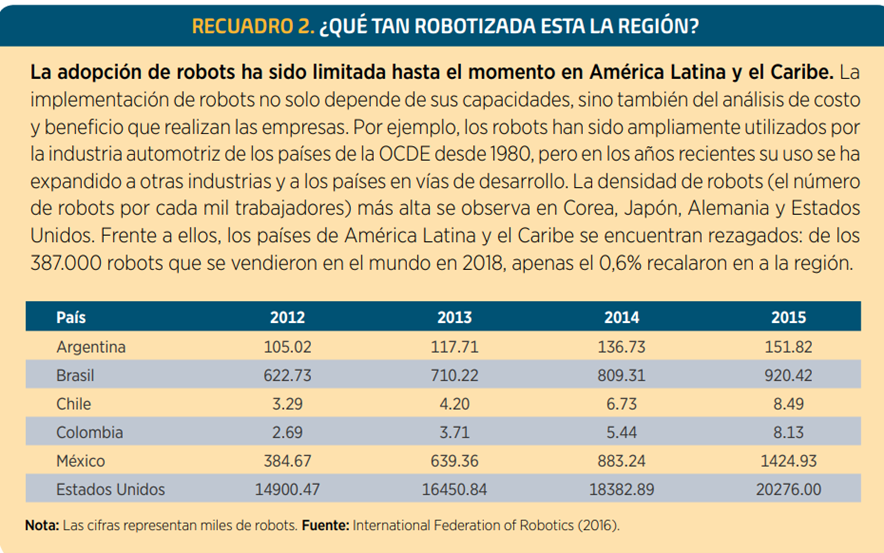 RECUADRO 2. ¿QUÉ TAN ROBOTIZADA ESTA LA REGIÓN?
La adopción de robots ha sido limitada hasta el momento en América Latina y el Caribe. La
implementación de robots no solo depende de sus capacidades, sino también del análisis de costo
y beneficio que realizan las empresas. Por ejemplo, los robots han sido ampliamente utilizados por
la industria automotriz de los países de la OCDE desde 1980, pero en los años recientes su uso se ha
expandido a otras industrias y a los países en vías de desarrollo. La densidad de robots (el número
de robots por cada mil trabajadores) más alta se observa en Corea, Japón, Alemania y Estados
Unidos. Frente a ellos, los países de América Latina y el Caribe se encuentran rezagados: de los
387.000 robots que se vendieron en el mundo en 2018, apenas el 0,6% recalaron en a la región.
País 2012 2013 2014 2015
Argentina 105.02 117.71 136.73 151.82
Brasil 622.73 710.22 809.31 920.42
Chile 3.29 4.20 6.73 8.49
Colombia 2.69 3.71 5.44 8.13
México 384.67 639.36 883.24 1424.93
Estados Unidos 14900.47 16450.84 18382.89 20276.00
Nota: Las cifras representan miles de robots. Fuente: International Federation of Robotics (2016).